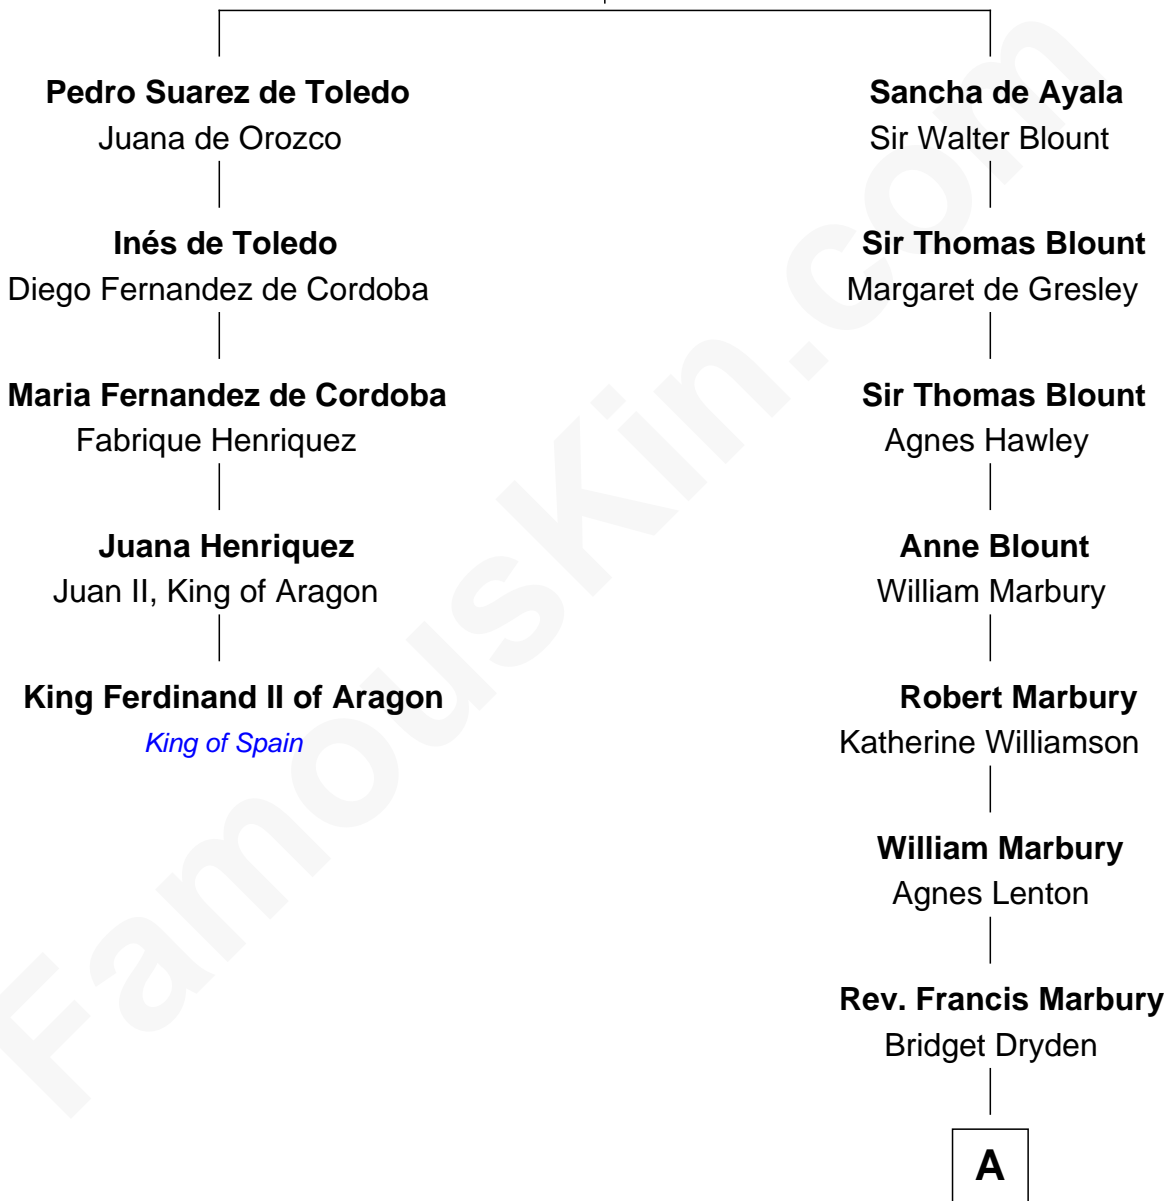 Pedro Suarez de Toledo
Juana de Orozco
Inés de Toledo
Diego Fernandez de Cordoba
Maria Fernandez de Cordoba
Fabrique Henriquez
Juana Henriquez
Juan II, King of Aragon
King Ferdinand II of Aragon
King of Spain
Sancha de Ayala
Sir Walter Blount
Sir Thomas Blount
Margaret de Gresley
Sir Thomas Blount
Agnes Hawley
Anne Blount
William Marbury
Robert Marbury
Katherine Williamson
William Marbury
Agnes Lenton
Rev. Francis Marbury
Bridget Dryden
A
FamousKin.com